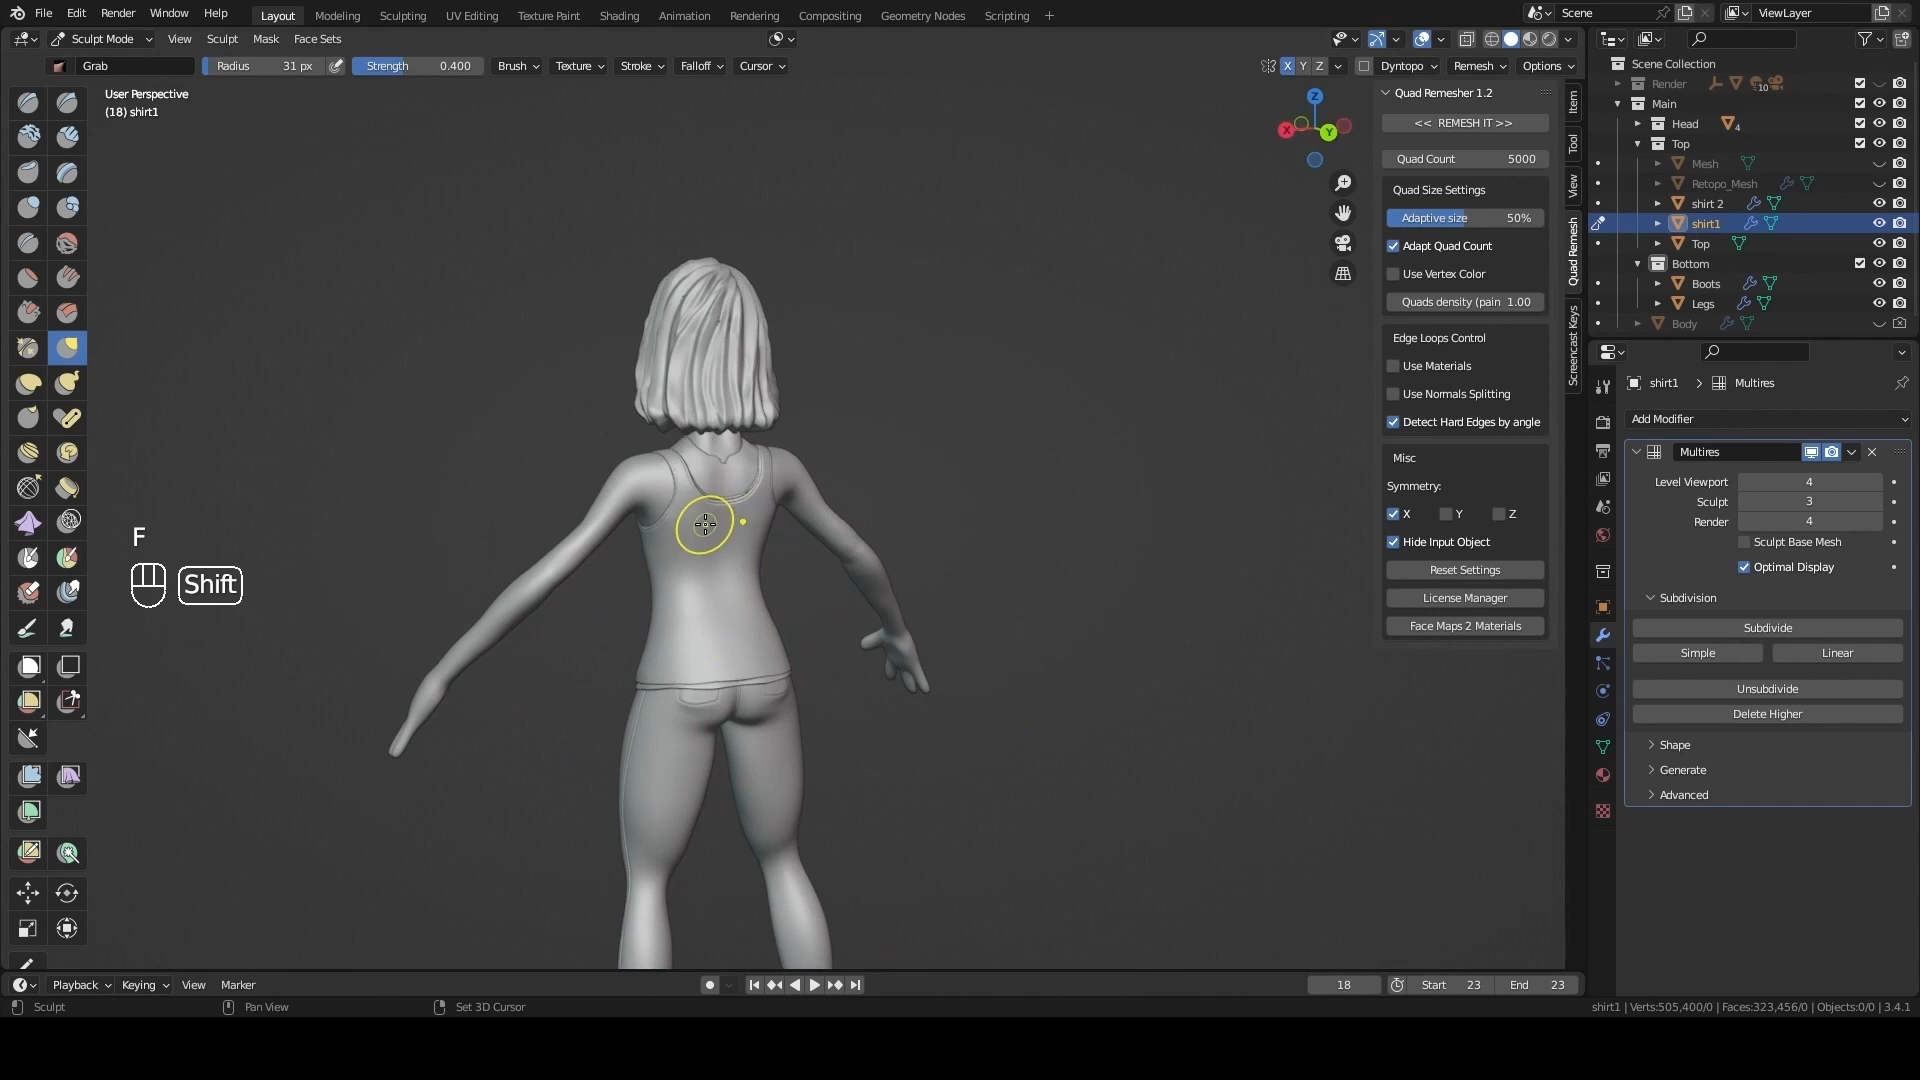 File Edit Render Window Help Layout Modeling Sculpting UV Editing Texture Paint Shading Animation Rendering Compositing Geometry Nodes Scripting + Scene ViewLayer
Sculpt Mode View Sculpt Mask Face Sets
Grab Radius 31 px Strength 0.400 Brush Texture Stroke Falloff Cursor X Y Z Dyntopo Remesh Options
User Perspective
(18) shirt1
Z
X
Y
F
Shift
Quad Remesher 1.2
<< REMESH IT >>
Quad Count 5000
Quad Size Settings
Adaptive size 50%
Adapt Quad Count
Use Vertex Color
Quads density (pain 1.00
Edge Loops Control
Use Materials
Use Normals Splitting
Detect Hard Edges by angle
Misc
Symmetry:
X Y Z
Hide Input Object
Reset Settings
License Manager
Face Maps 2 Materials
Item
Tool
View
Quad Remesh
Screencast Keys
Scene Collection
Render 10
Main
Head 4
Top
Mesh
Retopo_Mesh
shirt 2
shirt1
Top
Bottom
Boots
Legs
Body
shirt1 > Multires
Add Modifier
Multires
Level Viewport 4
Sculpt 3
Render 4
Sculpt Base Mesh
Optimal Display
Subdivision
Subdivide
Simple Linear
Unsubdivide
Delete Higher
Shape
Generate
Advanced
Playback Keying View Marker 18 Start 23 End 23
Sculpt Pan View Set 3D Cursor shirt1 | Verts:505,400/0 | Faces:323,456/0 | Objects:0/0 | 3.4.1